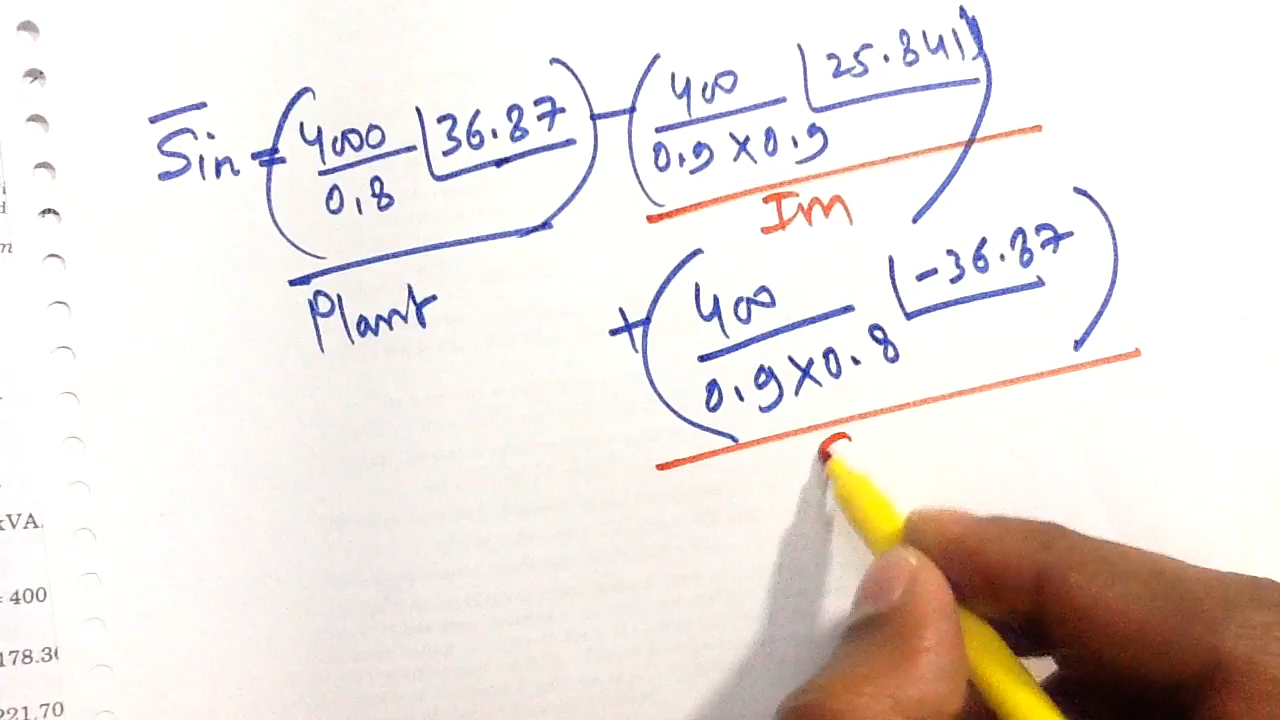 S̅in = (4000/0.8 ∠36.87) - (400/0.9×0.9 ∠25.841)
Plant
Im
+ (400/0.9×0.8 ∠-36.87)
kVA.
= 400
178.3
221.70